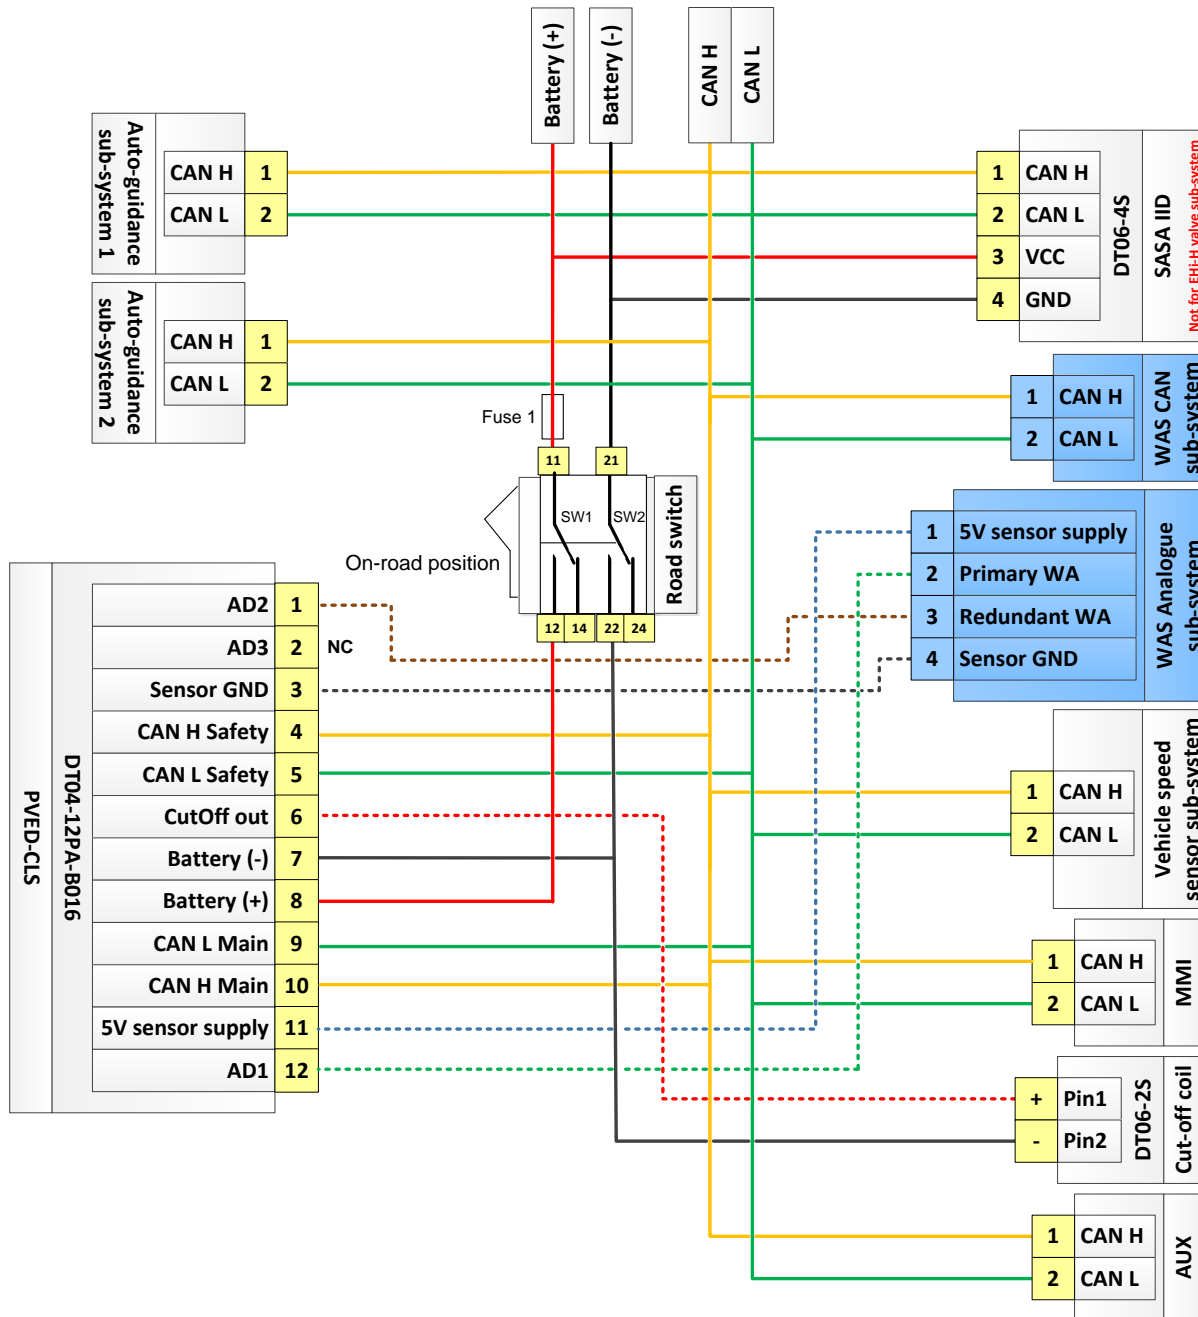 Battery (+)
Battery (-)
CAN H
CAN L
Auto-guidance
sub-system 1
CAN H 1
CAN L 2
Auto-guidance
sub-system 2
CAN H 1
CAN L 2
1 CAN H
2 CAN L
3 VCC
4 GND
DT06-4S
SASA IID
Not for EHi-H valve sub-system
1 CAN H
2 CAN L
WAS CAN
sub-system
Fuse 1
11
21
SW1
SW2
On-road position
Road switch
12
14
22
24
1 5V sensor supply
2 Primary WA
3 Redundant WA
4 Sensor GND
WAS Analogue
sub-system
PVED-CLS
DT04-12PA-B016
AD2 1
AD3 2 NC
Sensor GND 3
CAN H Safety 4
CAN L Safety 5
CutOff out 6
Battery (-) 7
Battery (+) 8
CAN L Main 9
CAN H Main 10
5V sensor supply 11
AD1 12
1 CAN H
2 CAN L
Vehicle speed
sensor sub-system
1 CAN H
2 CAN L
MMI
+ Pin1
- Pin2
DT06-2S
Cut-off coil
1 CAN H
2 CAN L
AUX